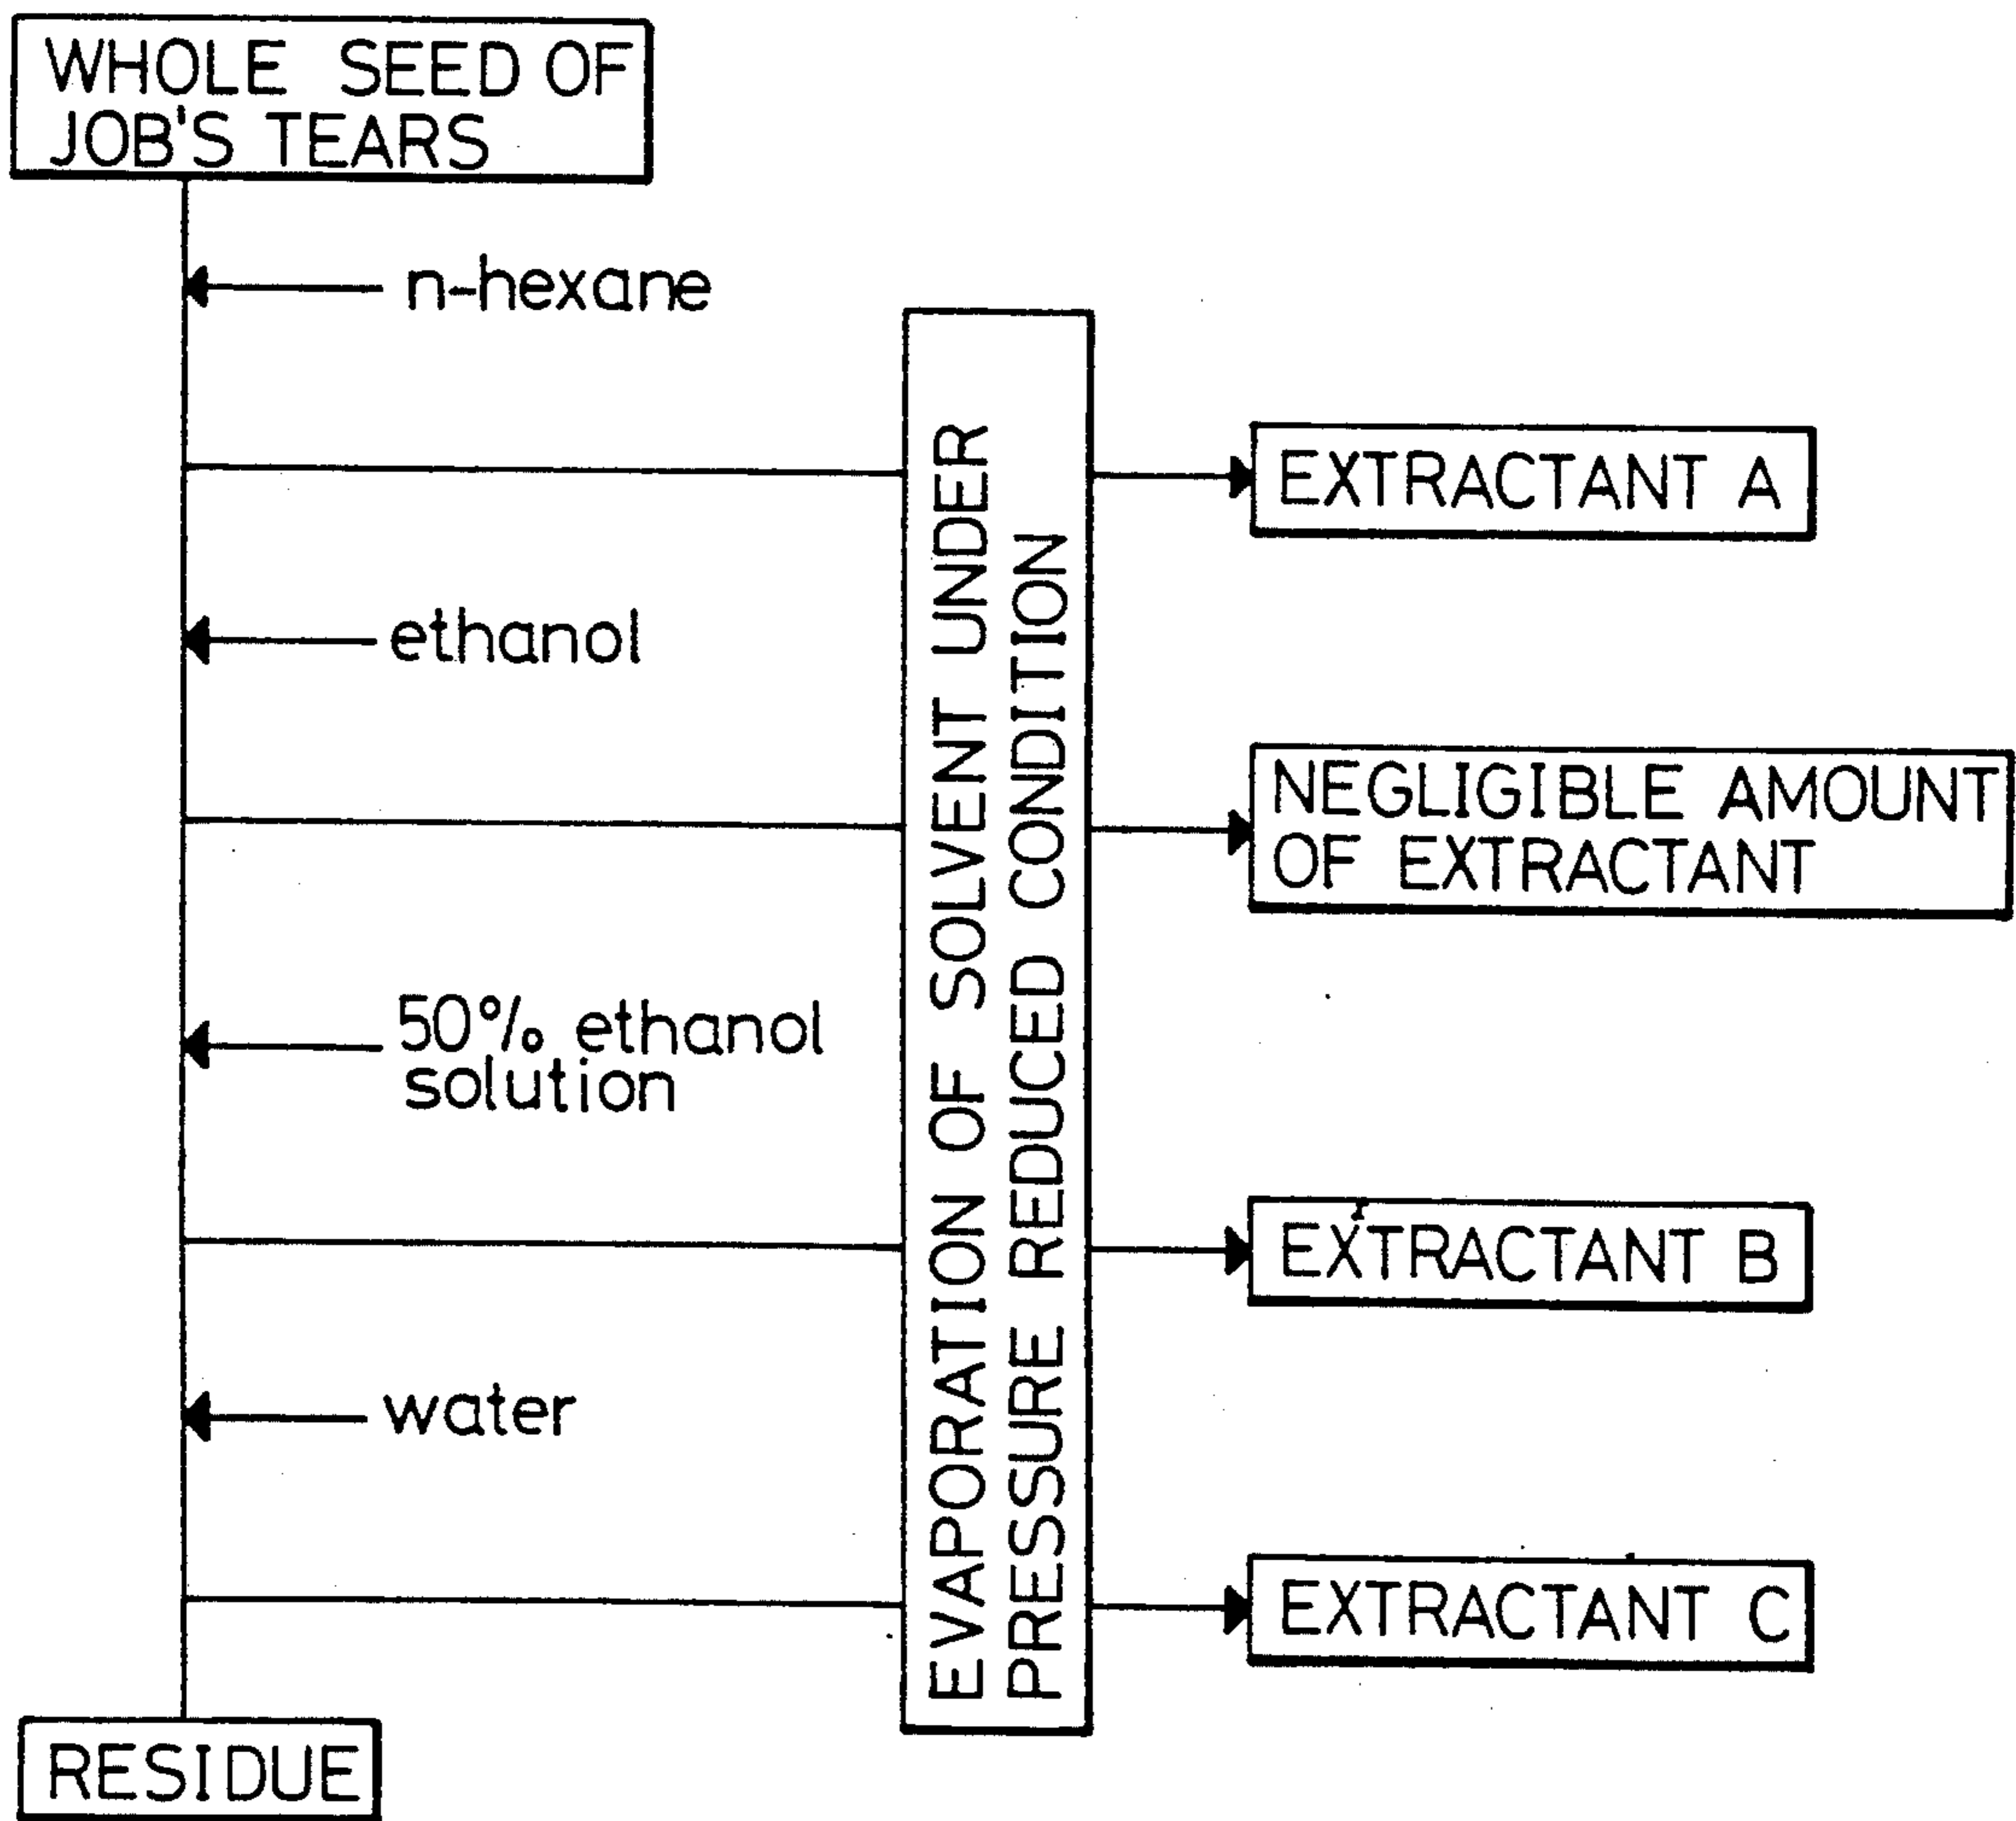 WHOLE SEED OF
JOB'S TEARS
n-hexane
EXTRACTANT A
ethanol
NEGLIGIBLE AMOUNT
OF EXTRACTANT
50% ethanol
solution
EVAPORATION OF SOLVENT UNDER
PRESSURE REDUCED CONDITION
EXTRACTANT B
water
EXTRACTANT C
RESIDUE